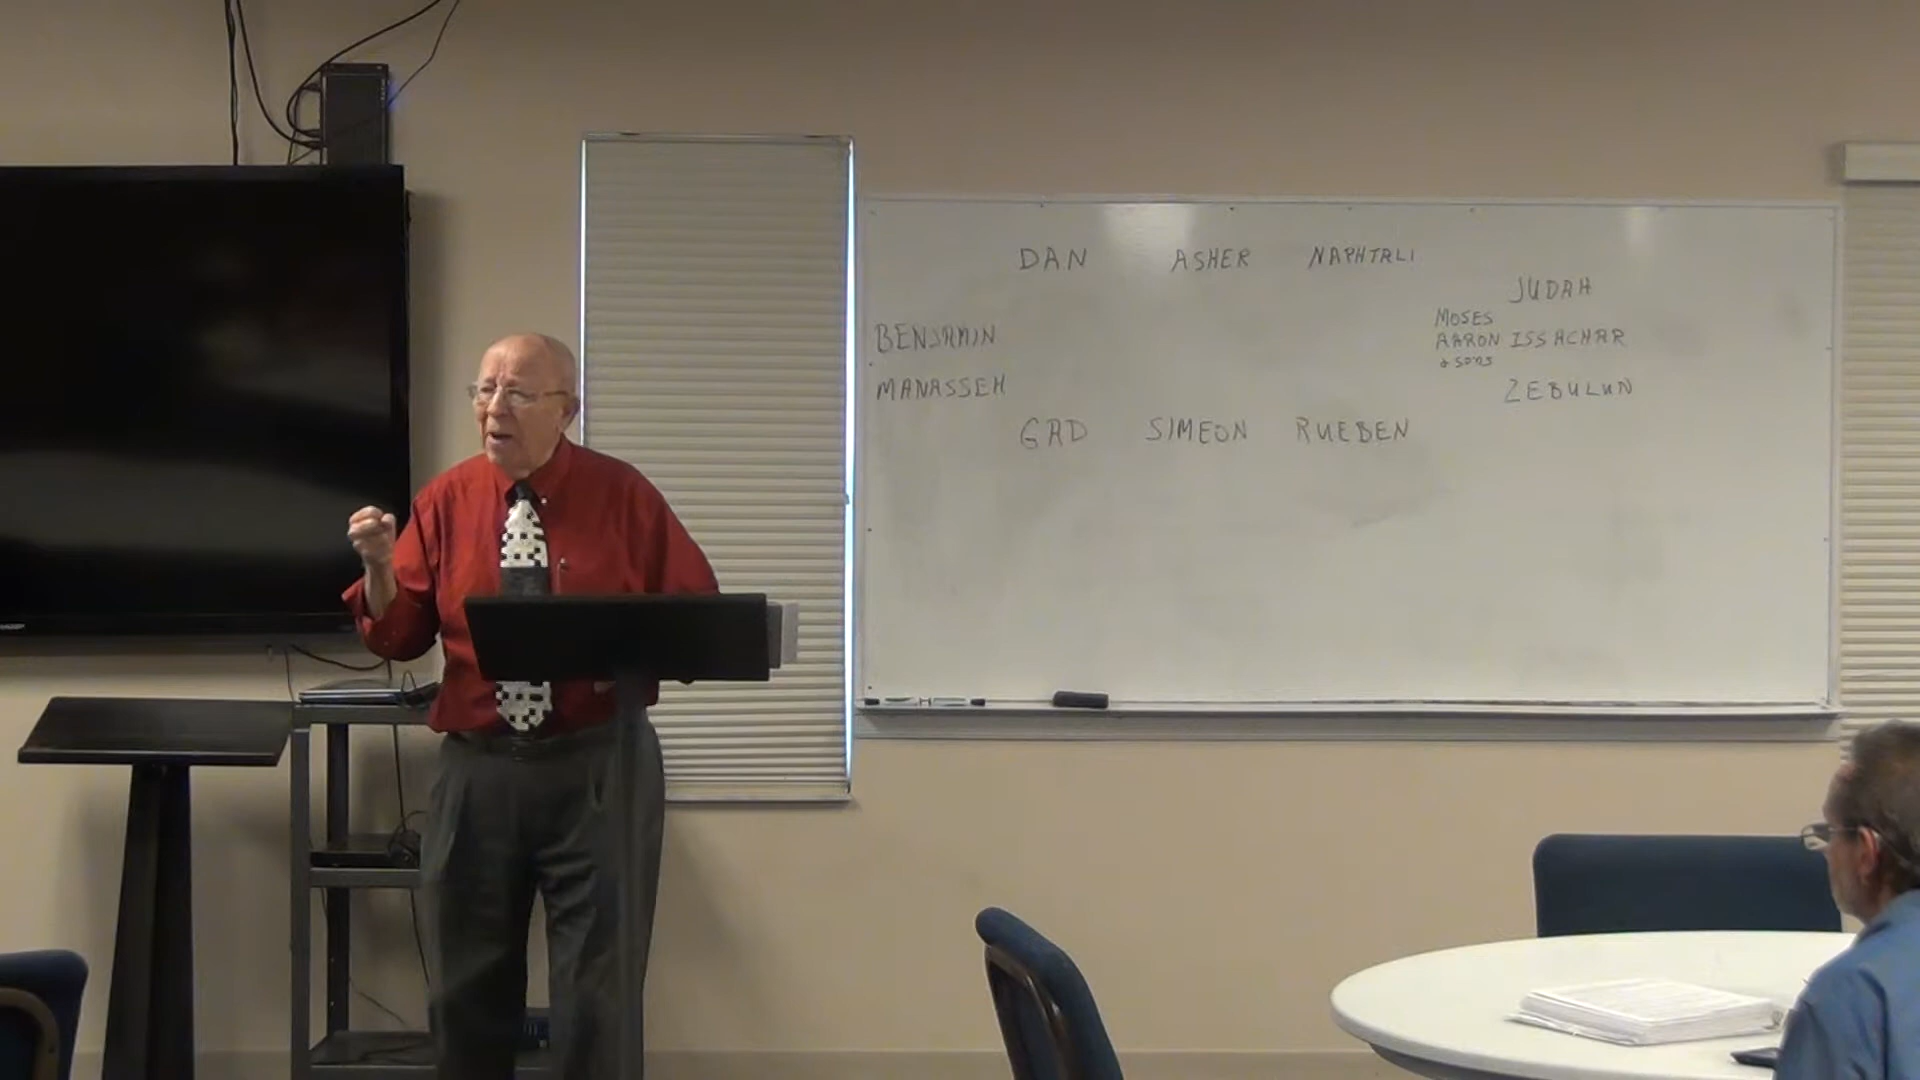 DAN ASHER NAPHTALI
JUDAH
MOSES
BENJAMIN AARON ISSACHAR
& SONS
MANASSEH ZEBULUN
GAD SIMEON RUEBEN